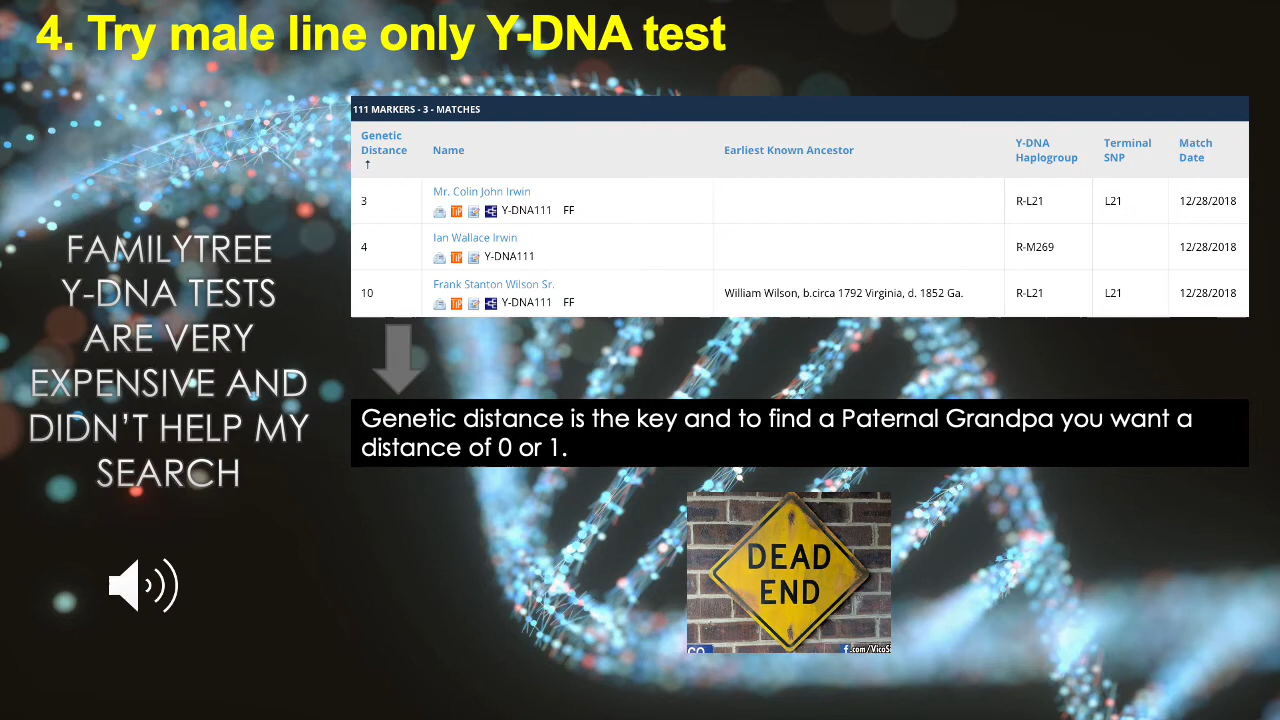 4. Try male line only Y-DNA test
111 MARKERS - 3 - MATCHES
Genetic Distance ↑ Name Earliest Known Ancestor Y-DNA Haplogroup Terminal SNP Match Date
3 Mr. Colin John Irwin R-L21 L21 12/28/2018
TIP Y-DNA111 FF
4 Ian Wallace Irwin R-M269 12/28/2018
TIP Y-DNA111
10 Frank Stanton Wilson Sr. William Wilson, b.circa 1792 Virginia, d. 1852 Ga. R-L21 L21 12/28/2018
TIP Y-DNA111 FF
FAMILYTREE
Y-DNA TESTS
ARE VERY
EXPENSIVE AND
DIDN'T HELP MY
SEARCH
Genetic distance is the key and to find a Paternal Grandpa you want a
distance of 0 or 1.
DEAD
END